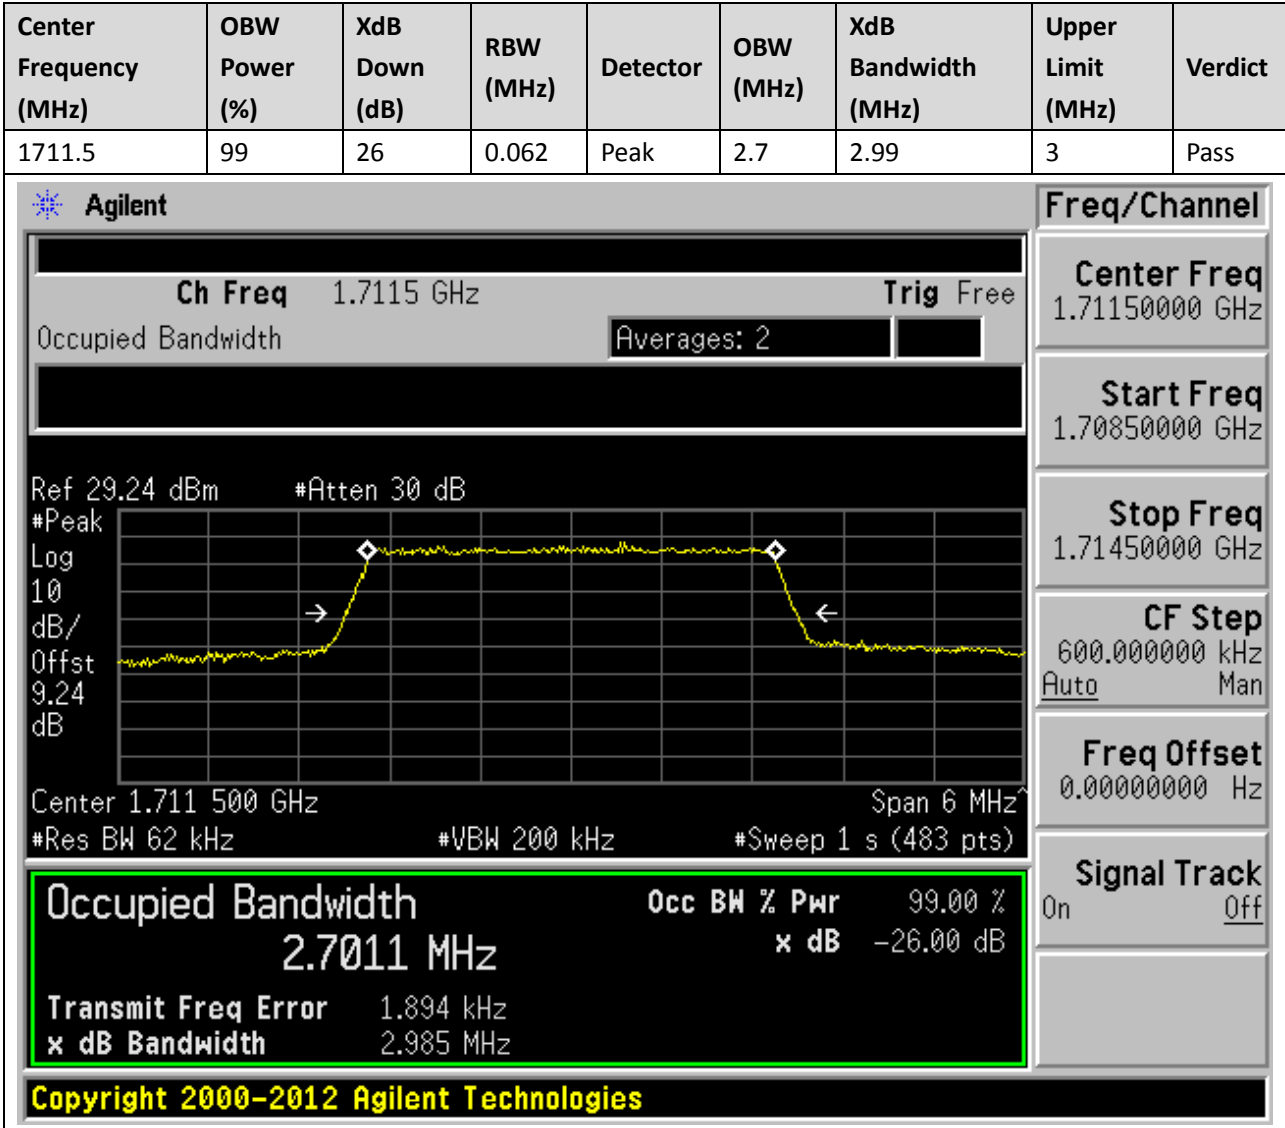 Center Frequency (MHz) OBW Power (%) XdB Down (dB) RBW (MHz) Detector OBW (MHz) XdB Bandwidth (MHz) Upper Limit (MHz) Verdict
1711.5 99 26 0.062 Peak 2.7 2.99 3 Pass
Agilent
Freq/Channel
Ch Freq 1.7115 GHz Trig Free
Occupied Bandwidth Averages: 2
Center Freq
1.71150000 GHz
Start Freq
1.70850000 GHz
Stop Freq
1.71450000 GHz
CF Step
600.000000 kHz
Auto Man
Freq Offset
0.00000000 Hz
Signal Track
On Off
Ref 29.24 dBm #Atten 30 dB
#Peak
Log
10
dB/
Offst
9.24
dB
Center 1.711 500 GHz Span 6 MHz^
#Res BW 62 kHz #VBW 200 kHz #Sweep 1 s (483 pts)
Occupied Bandwidth Occ BW % Pwr 99.00 %
2.7011 MHz x dB -26.00 dB
Transmit Freq Error 1.894 kHz
x dB Bandwidth 2.985 MHz
Copyright 2000-2012 Agilent Technologies